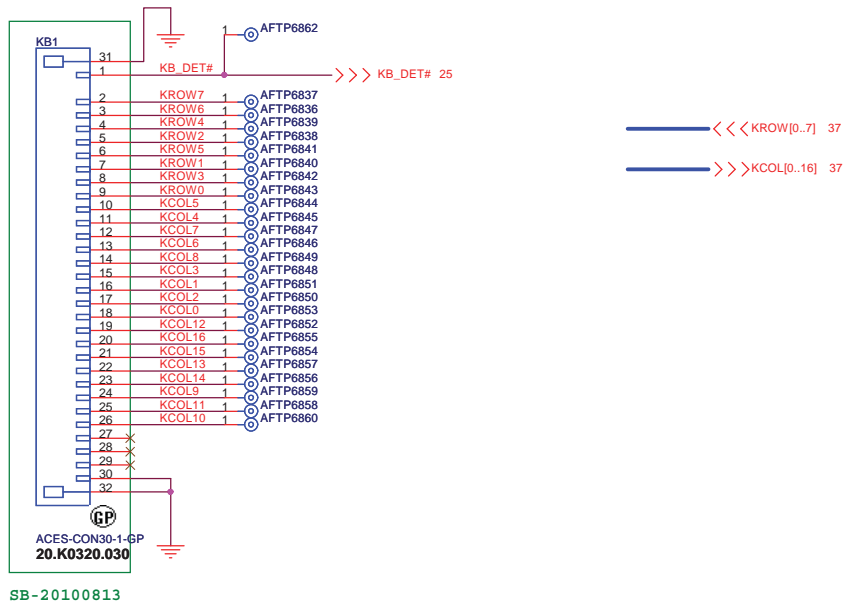 KB1
31
1 AFTP6862
1 KB_DET# KB_DET# 25
2 KROW7 1 AFTP6837
3 KROW6 1 AFTP6836
4 KROW4 1 AFTP6839
5 KROW2 1 AFTP6838
6 KROW5 1 AFTP6841
7 KROW1 1 AFTP6840
8 KROW3 1 AFTP6842
9 KROW0 1 AFTP6843
10 KCOL5 1 AFTP6844
11 KCOL4 1 AFTP6845
12 KCOL7 1 AFTP6847
13 KCOL6 1 AFTP6846
14 KCOL8 1 AFTP6849
15 KCOL3 1 AFTP6848
16 KCOL1 1 AFTP6851
17 KCOL2 1 AFTP6850
18 KCOL0 1 AFTP6853
19 KCOL12 1 AFTP6852
20 KCOL16 1 AFTP6855
21 KCOL15 1 AFTP6854
22 KCOL13 1 AFTP6857
23 KCOL14 1 AFTP6856
24 KCOL9 1 AFTP6859
25 KCOL11 1 AFTP6858
26 KCOL10 1 AFTP6860
27
28
29
30
32
GP
ACES-CON30-1-GP
20.K0320.030
SB-20100813
KROW[0..7] 37
KCOL[0..16] 37